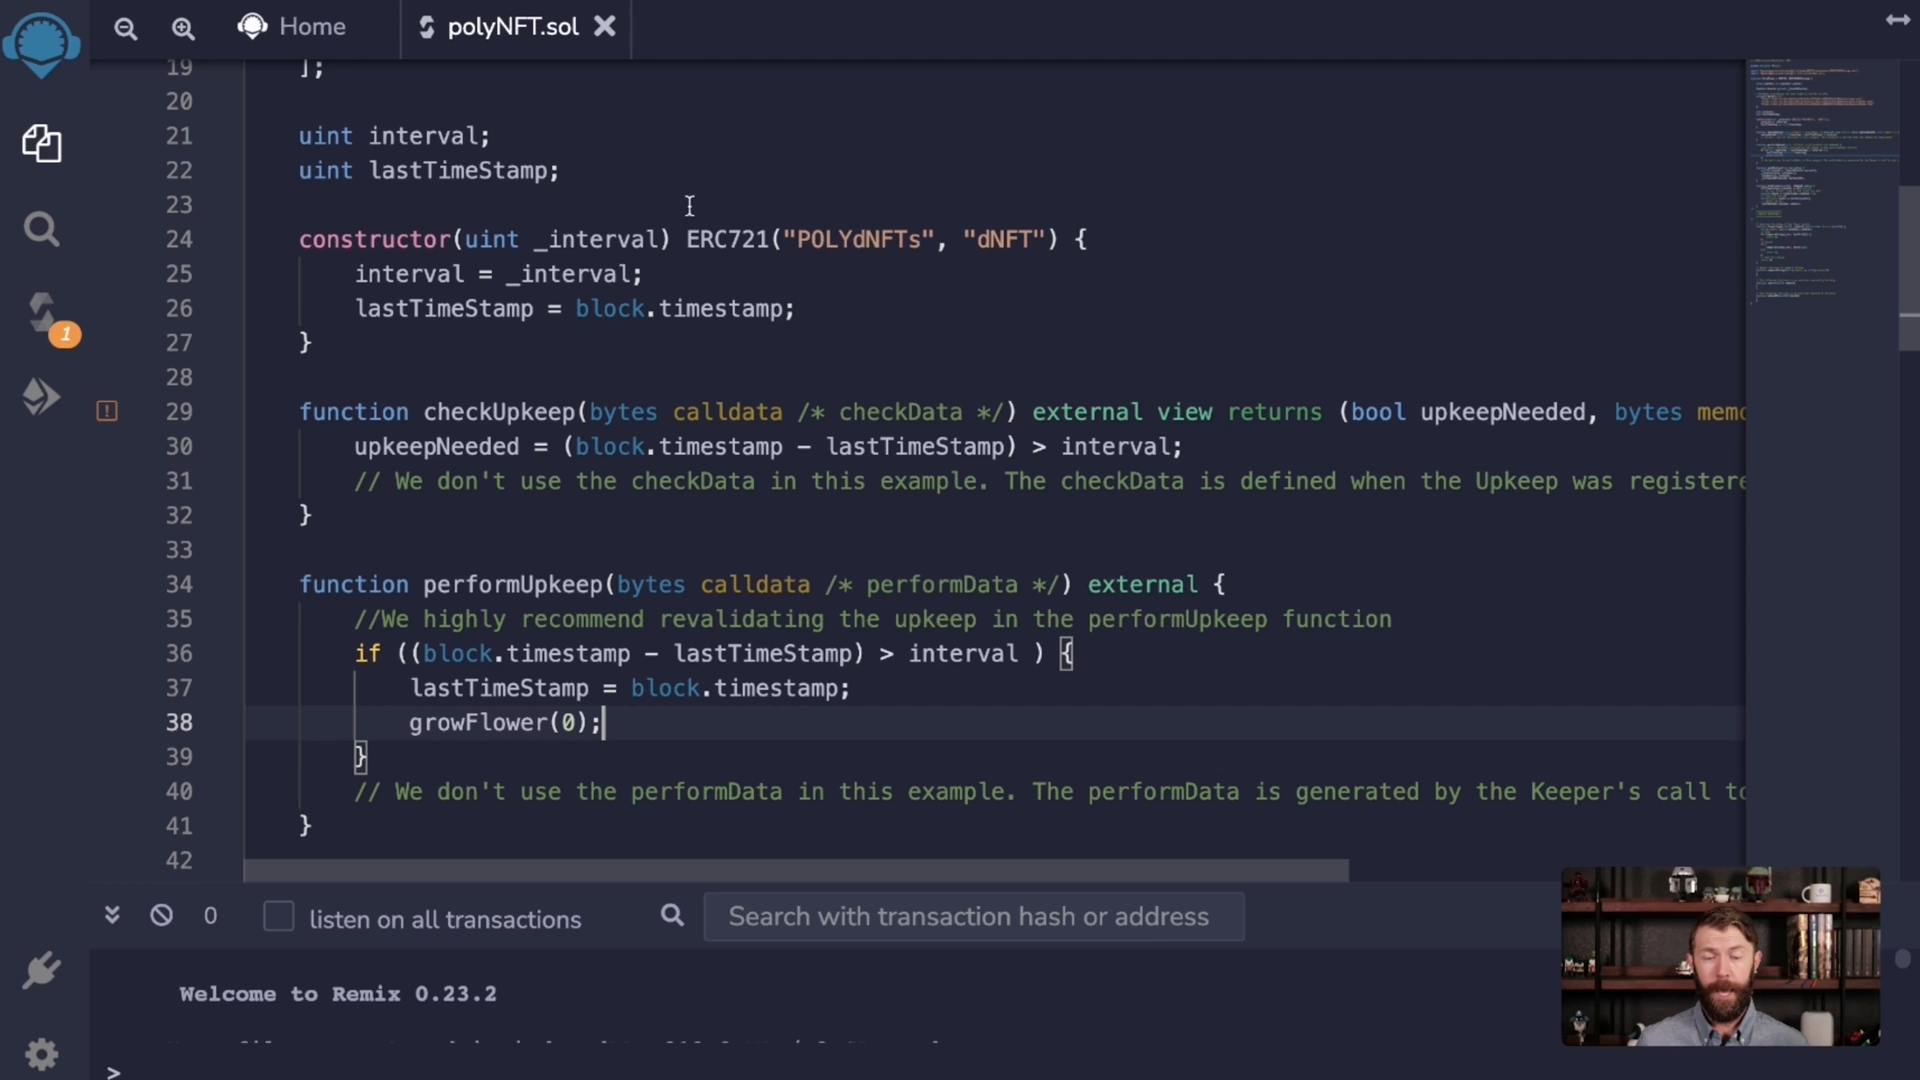 Home
polyNFT.sol
19 ];
20
21 uint interval;
22 uint lastTimeStamp;
23
24 constructor(uint _interval) ERC721("POLYdNFTs", "dNFT") {
25 interval = _interval;
26 lastTimeStamp = block.timestamp;
27 }
28
29 function checkUpkeep(bytes calldata /* checkData */) external view returns (bool upkeepNeeded, bytes memo
30 upkeepNeeded = (block.timestamp - lastTimeStamp) > interval;
31 // We don't use the checkData in this example. The checkData is defined when the Upkeep was registere
32 }
33
34 function performUpkeep(bytes calldata /* performData */) external {
35 //We highly recommend revalidating the upkeep in the performUpkeep function
36 if ((block.timestamp - lastTimeStamp) > interval ) {
37 lastTimeStamp = block.timestamp;
38 growFlower(0);
39 }
40 // We don't use the performData in this example. The performData is generated by the Keeper's call to
41 }
42
1
0 listen on all transactions
Search with transaction hash or address
Welcome to Remix 0.23.2
>